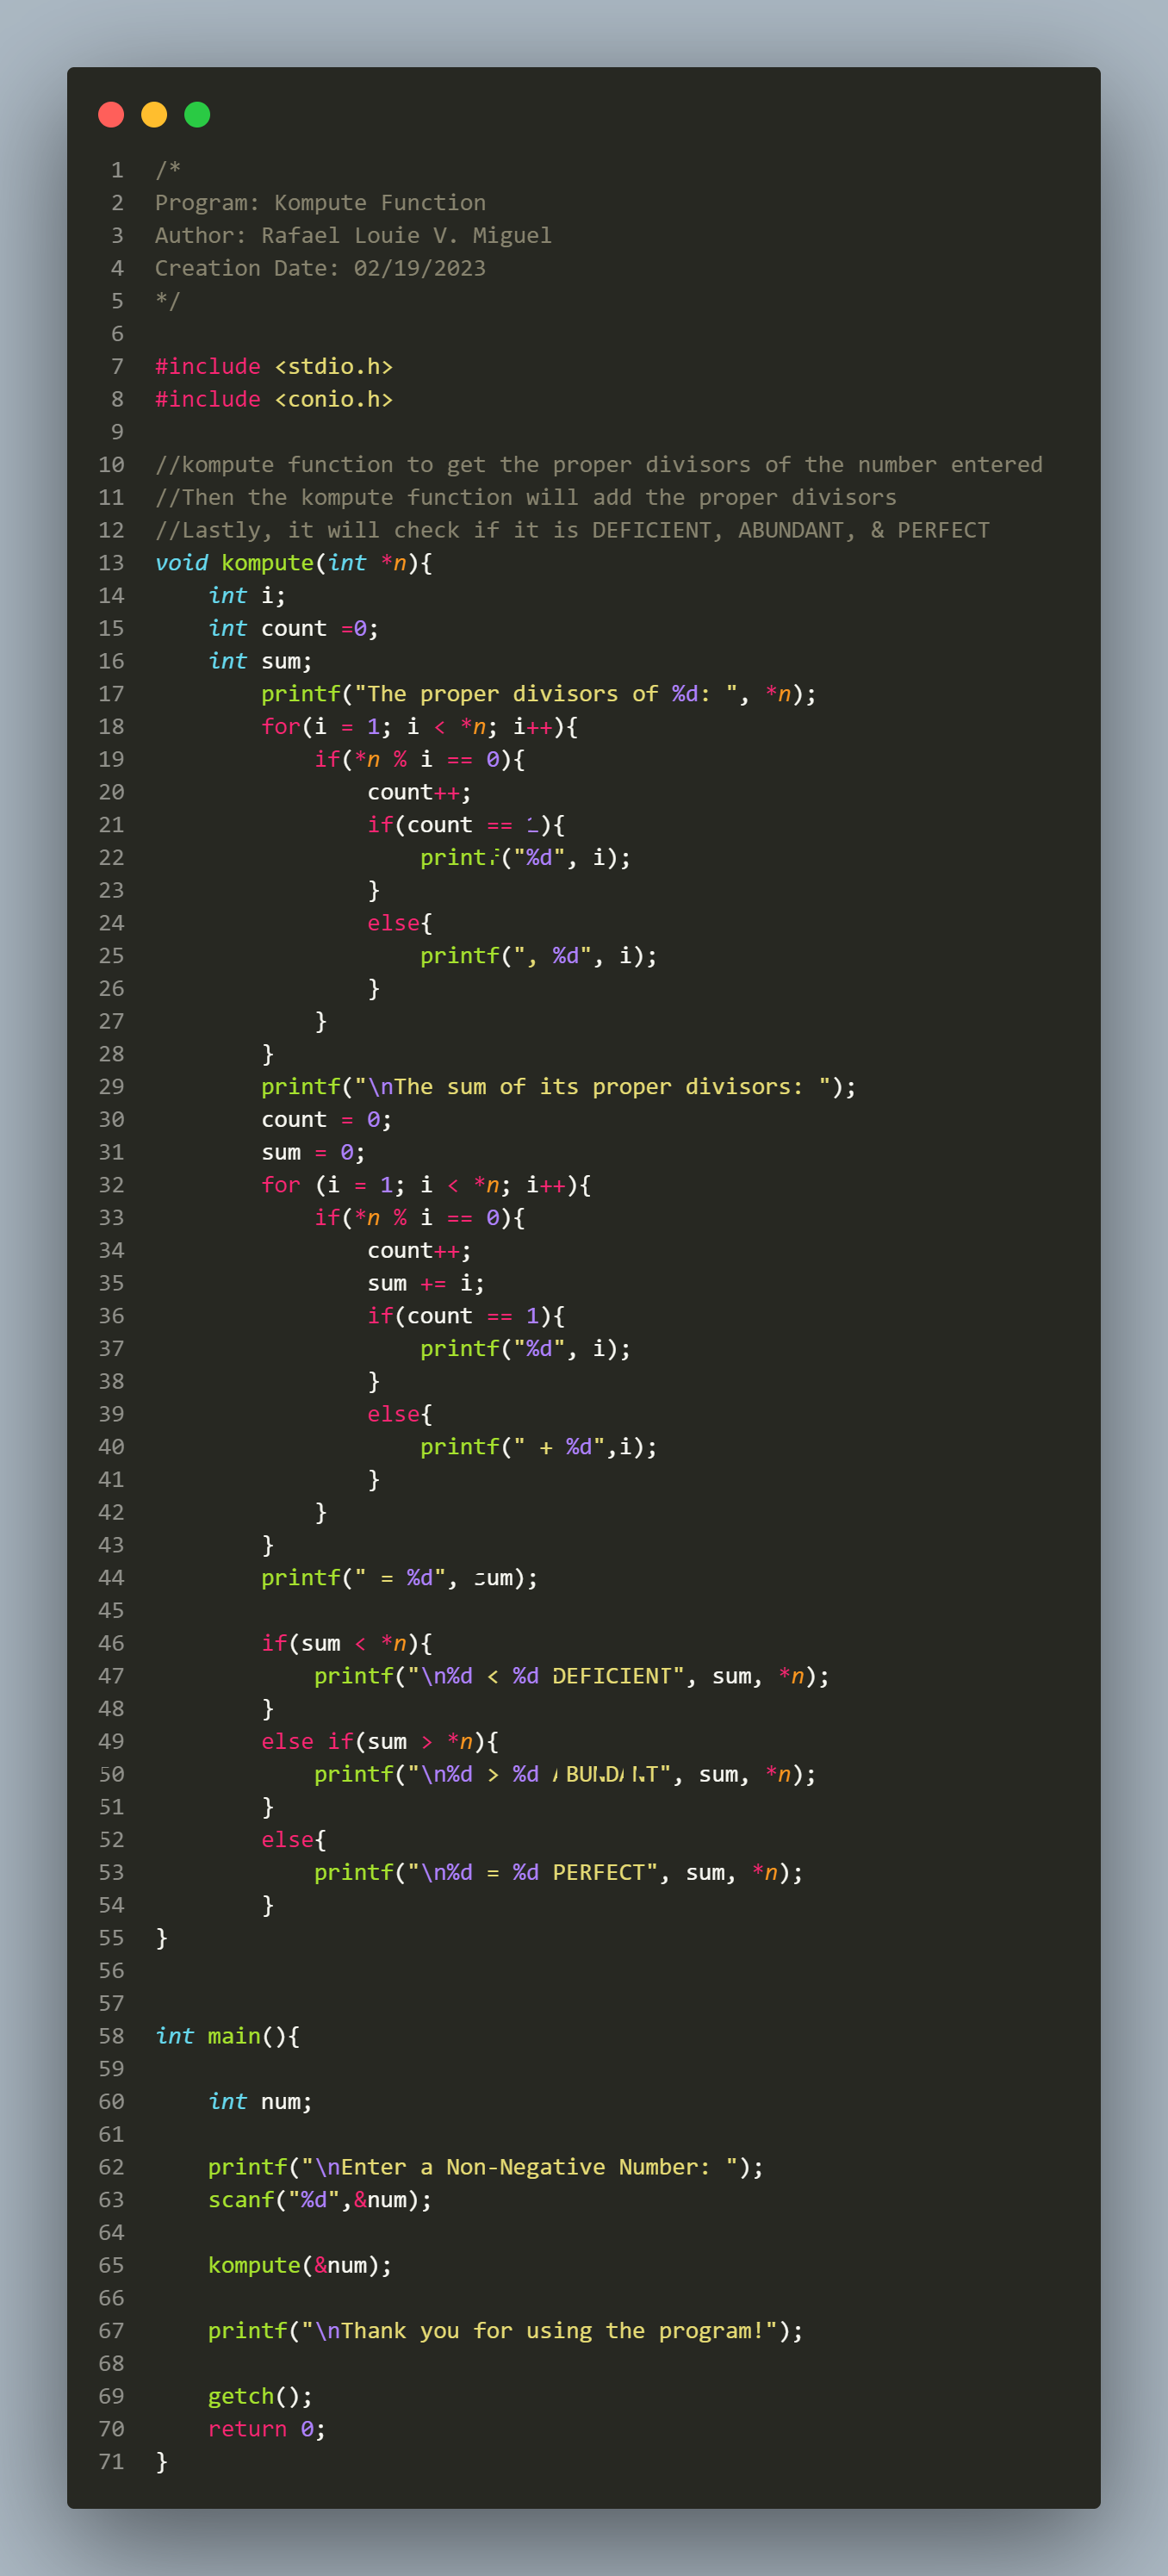 1 /*
2 Program: Kompute Function
3 Author: Rafael Louie V. Miguel
4 Creation Date: 02/19/2023
5 */
6
7 #include <stdio.h>
8 #include <conio.h>
9
10 //kompute function to get the proper divisors of the number entered
11 //Then the kompute function will add the proper divisors
12 //Lastly, it will check if it is DEFICIENT, ABUNDANT, & PERFECT
13 void kompute(int *n){
14     int i;
15     int count =0;
16     int sum;
17         printf("The proper divisors of %d: ", *n);
18         for(i = 1; i < *n; i++){
19             if(*n % i == 0){
20                 count++;
21                 if(count == 1){
22                     printf("%d", i);
23                 }
24                 else{
25                     printf(", %d", i);
26                 }
27             }
28         }
29         printf("\nThe sum of its proper divisors: ");
30         count = 0;
31         sum = 0;
32         for (i = 1; i < *n; i++){
33             if(*n % i == 0){
34                 count++;
35                 sum += i;
36                 if(count == 1){
37                     printf("%d", i);
38                 }
39                 else{
40                     printf(" + %d",i);
41                 }
42             }
43         }
44         printf(" = %d", sum);
45
46         if(sum < *n){
47             printf("\n%d < %d DEFICIENT", sum, *n);
48         }
49         else if(sum > *n){
50             printf("\n%d > %d ABUNDANT", sum, *n);
51         }
52         else{
53             printf("\n%d = %d PERFECT", sum, *n);
54         }
55 }
56
57
58 int main(){
59
60     int num;
61
62     printf("\nEnter a Non-Negative Number: ");
63     scanf("%d",&num);
64
65     kompute(&num);
66
67     printf("\nThank you for using the program!");
68
69     getch();
70     return 0;
71 }